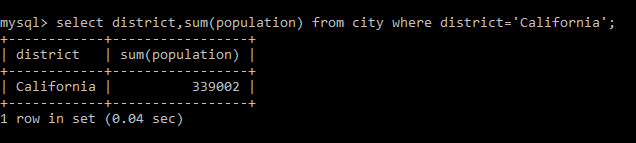 mysql> select district,sum(population) from city where district='California';
+------------+-----------------+
| district   | sum(population) |
+------------+-----------------+
| California |          339002 |
+------------+-----------------+
1 row in set (0.04 sec)